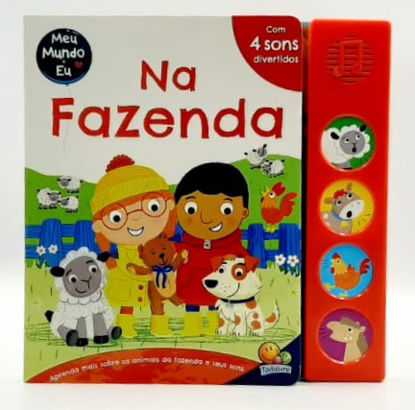 Meu
Mundo
e
Eu
Com
4 sons
divertidos
Na
Fazenda
Aprenda mais sobre os animais da fazenda e seus sons
Todolivro